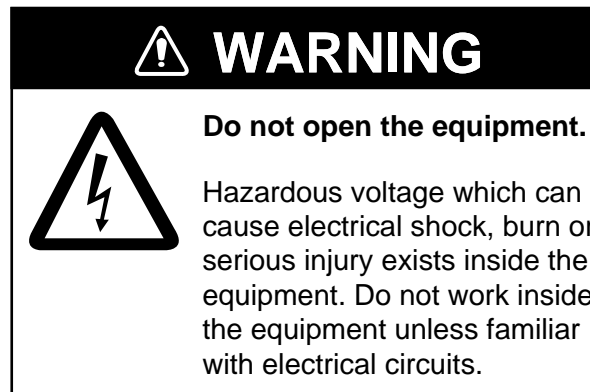 WARNING
Do not open the equipment.
Hazardous voltage which can
cause electrical shock, burn or
serious injury exists inside the
equipment. Do not work inside
the equipment unless familiar
with electrical circuits.